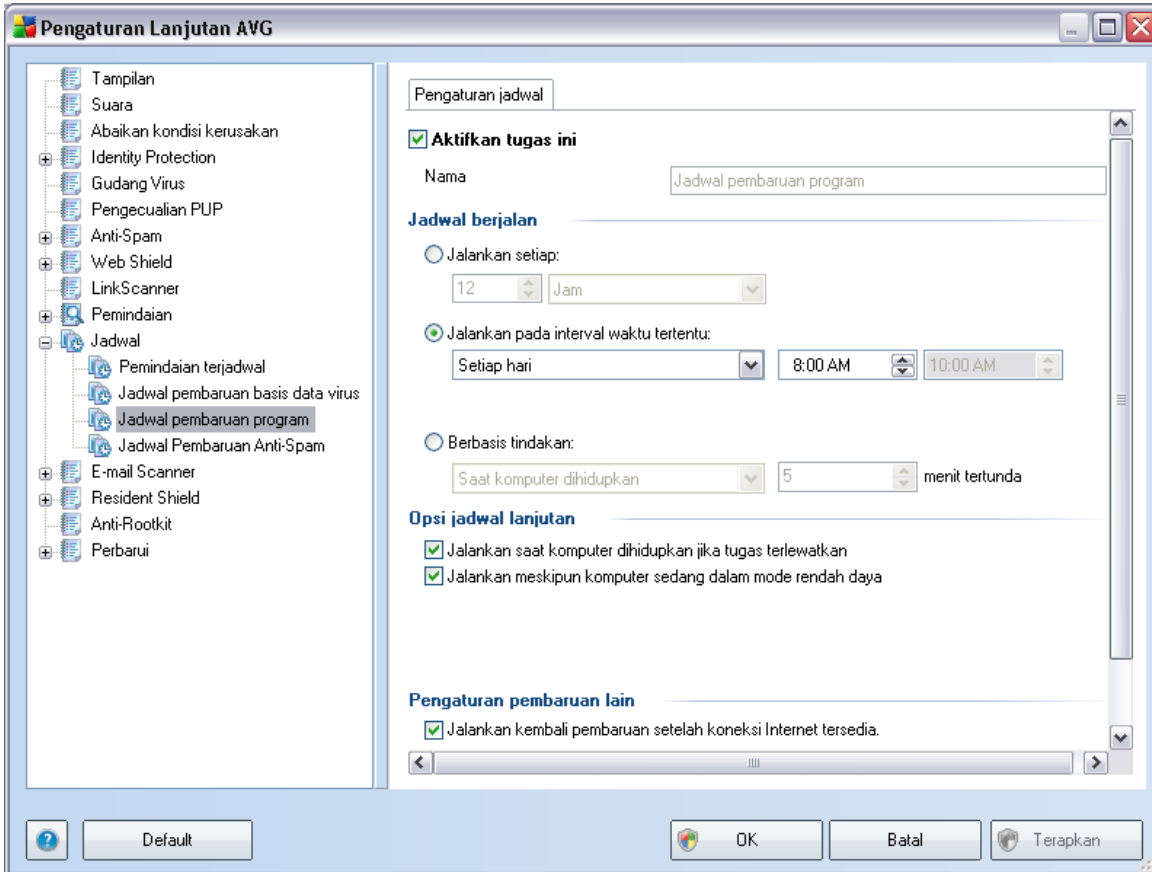 Pengaturan Lanjutan AVG
Tampilan
Suara
Abaikan kondisi kerusakan
Identity Protection
Gudang Virus
Pengecualian PUP
Anti-Spam
Web Shield
LinkScanner
Pemindaian
Jadwal
Pemindaian terjadwal
Jadwal pembaruan basis data virus
Jadwal pembaruan program
Jadwal Pembaruan Anti-Spam
E-mail Scanner
Resident Shield
Anti-Rootkit
Perbarui
Pengaturan jadwal
Aktifkan tugas ini
Nama Jadwal pembaruan program
Jadwal berjalan
Jalankan setiap:
12 Jam
Jalankan pada interval waktu tertentu:
Setiap hari 8:00 AM 10:00 AM
Berbasis tindakan:
Saat komputer dihidupkan 5 menit tertunda
Opsi jadwal lanjutan
Jalankan saat komputer dihidupkan jika tugas terlewatkan
Jalankan meskipun komputer sedang dalam mode rendah daya
Pengaturan pembaruan lain
Jalankan kembali pembaruan setelah koneksi Internet tersedia.
? Default OK Batal Terapkan